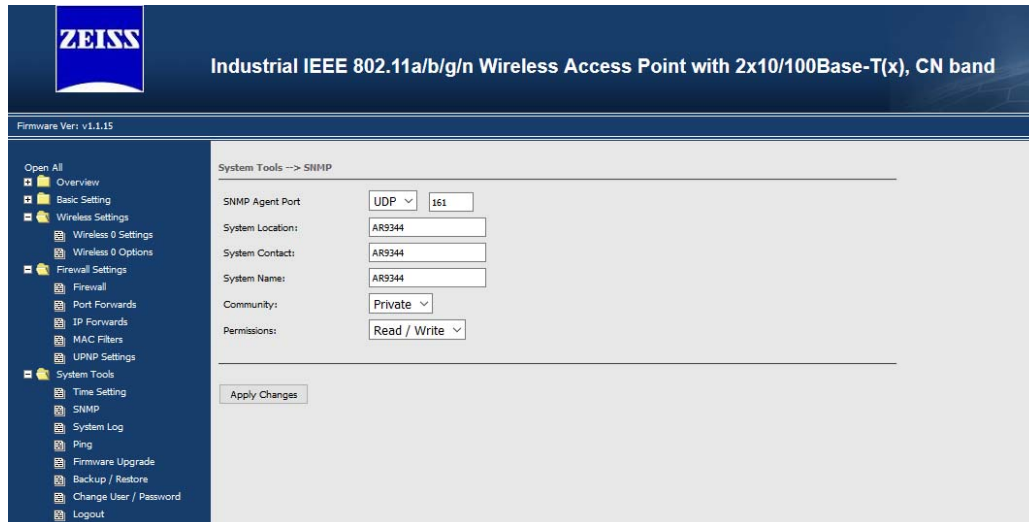 ZEISS
Industrial IEEE 802.11a/b/g/n Wireless Access Point with 2x10/100Base-T(x), CN band
Firmware Ver: v1.1.15
Open All
Overview
Basic Setting
Wireless Settings
Wireless 0 Settings
Wireless 0 Options
Firewall Settings
Firewall
Port Forwards
IP Forwards
MAC Filters
UPNP Settings
System Tools
Time Setting
SNMP
System Log
Ping
Firmware Upgrade
Backup / Restore
Change User / Password
Logout
System Tools --> SNMP
SNMP Agent Port UDP 161
System Location: AR9344
System Contact: AR9344
System Name: AR9344
Community: Private
Permissions: Read / Write
Apply Changes